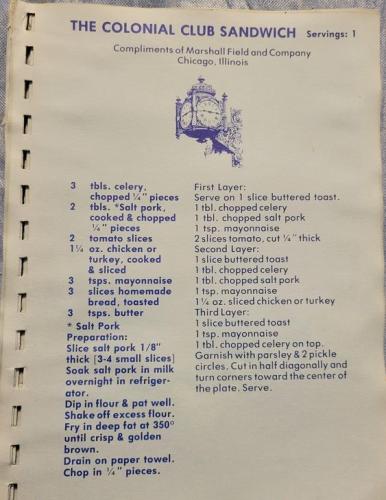 THE COLONIAL CLUB SANDWICH Servings: 1
Compliments of Marshall Field and Company
Chicago, Illinois
3 tbls. celery,
chopped ¼" pieces
2 tbls. *Salt pork,
cooked & chopped
¼" pieces
2 tomato slices
1¼ oz. chicken or
turkey, cooked
& sliced
3 tsps. mayonnaise
3 slices homemade
bread, toasted
3 tsps. butter
* Salt Pork
Preparation:
Slice salt pork 1/8"
thick [3-4 small slices]
Soak salt pork in milk
overnight in refriger-
ator.
Dip in flour & pat well.
Shake off excess flour.
Fry in deep fat at 350°
until crisp & golden
brown.
Drain on paper towel.
Chop in ¼" pieces.
First Layer:
Serve on 1 slice buttered toast.
1 tbl. chopped celery
1 tbl. chopped salt pork
1 tsp. mayonnaise
2 slices tomato, cut ¼" thick
Second Layer:
1 slice buttered toast
1 tbl. chopped celery
1 tbl. chopped salt pork
1 tsp. mayonnaise
1¼ oz. sliced chicken or turkey
Third Layer:
1 slice buttered toast
1 tsp. mayonnaise
1 tbl. chopped celery on top.
Garnish with parsley & 2 pickle
circles. Cut in half diagonally and
turn corners toward the center of the
plate. Serve.